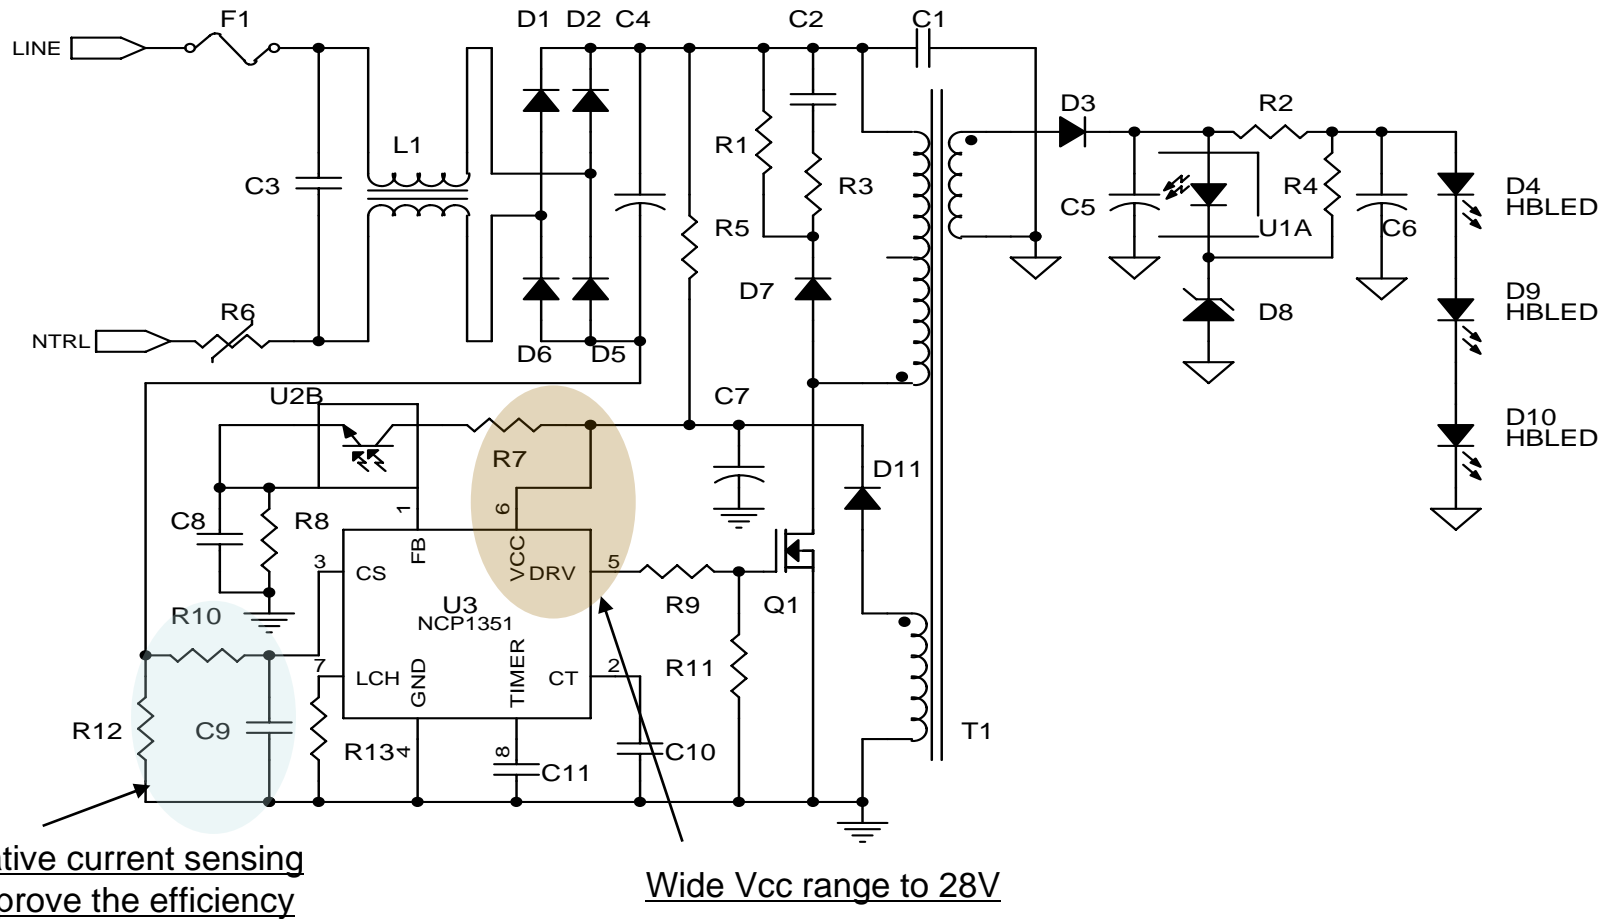 F1
D1 D2 C4
C2
C1
LINE
D3
R2
L1
R1
C3
R3
R4
D4
HBLED
C5
U1A
C6
R5
D7
D9
HBLED
D8
R6
NTRL
D6 D5
U2B
C7
D10
HBLED
R7
D11
C8
R8
1
6
FB
VCC
3
CS
DRV
5
U3
NCP1351
R9
Q1
R10
7
LCH
GND
TIMER
CT
2
R11
R12
C9
R13
4
8
C11
C10
T1
current sensing
the efficiency
Wide Vcc range to 28V